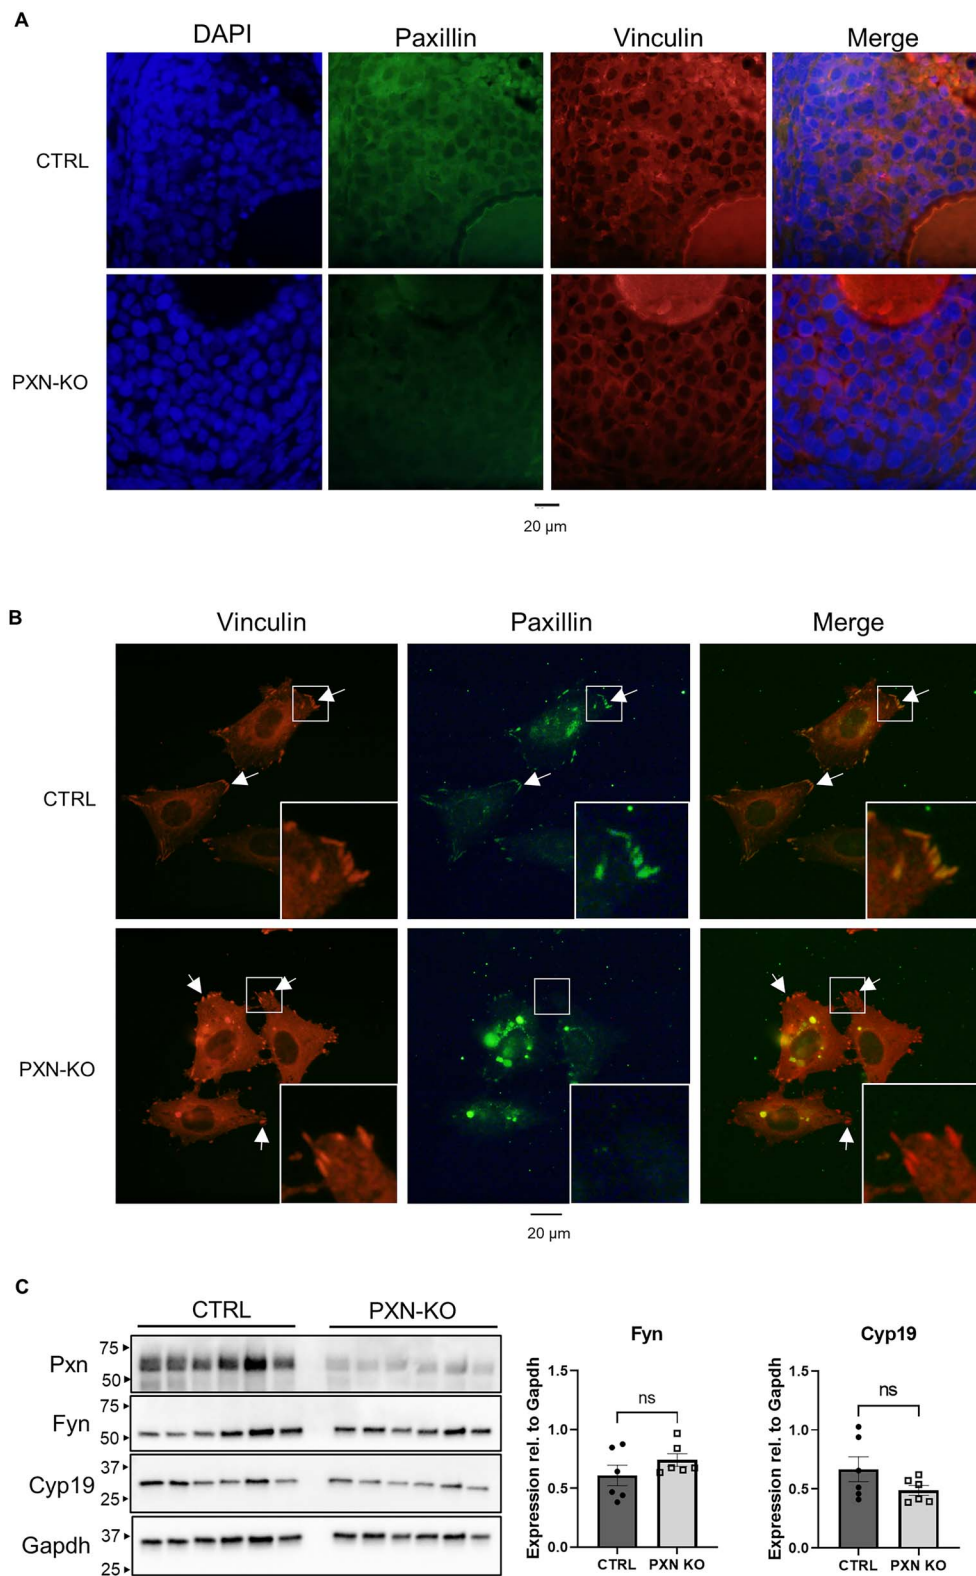 A
DAPI Paxillin Vinculin Merge
CTRL
PXN-KO
20 µm
B
Vinculin Paxillin Merge
CTRL
PXN-KO
20 µm
C
CTRL PXN-KO
Pxn 75 50
Fyn 75 50
Cyp19 37 25
Gapdh 37 25
Fyn
Expression rel. to Gapdh
1.5
1.0
0.5
0.0
ns
CTRL PXN KO
Cyp19
Expression rel. to Gapdh
1.5
1.0
0.5
0.0
ns
CTRL PXN KO